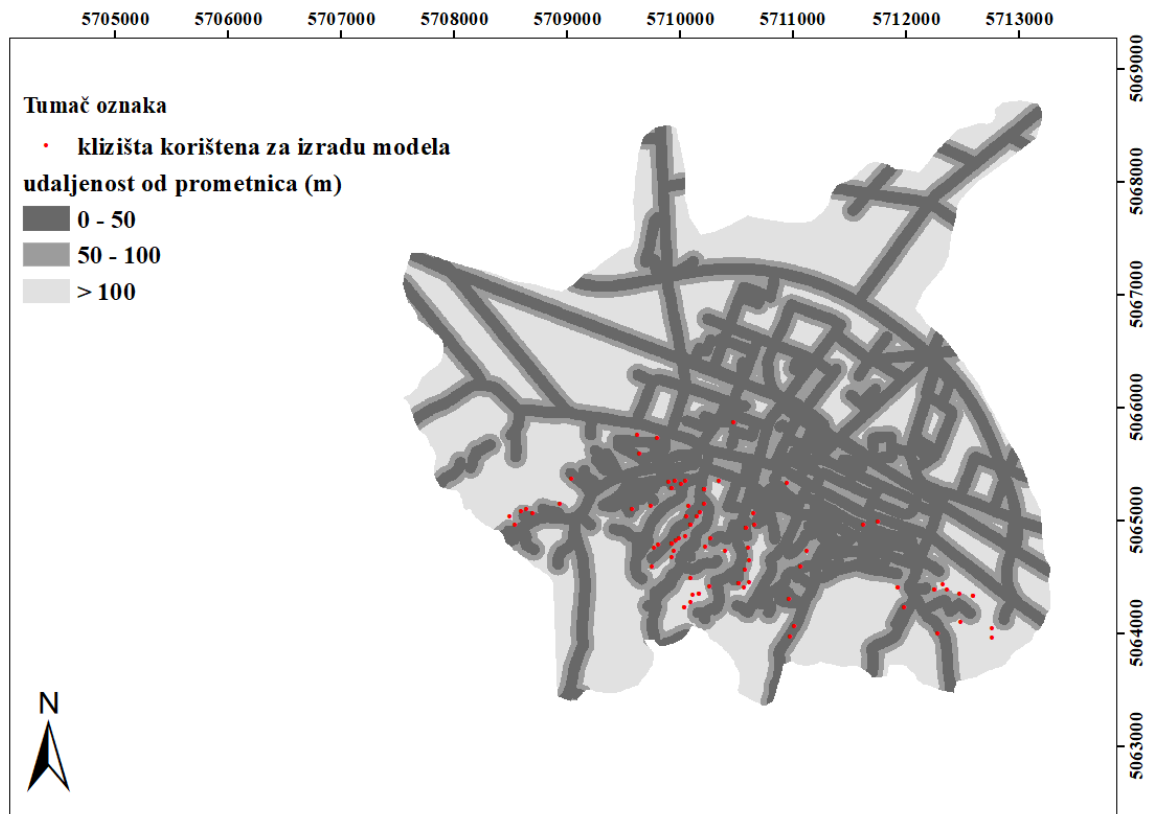 5705000 5706000 5707000 5708000 5709000 5710000 5711000 5712000 5713000
5069000
5068000
5067000
5066000
5065000
5064000
5063000
Tumač oznaka
klizišta korištena za izradu modela
udaljenost od prometnica (m)
0 - 50
50 - 100
> 100
N